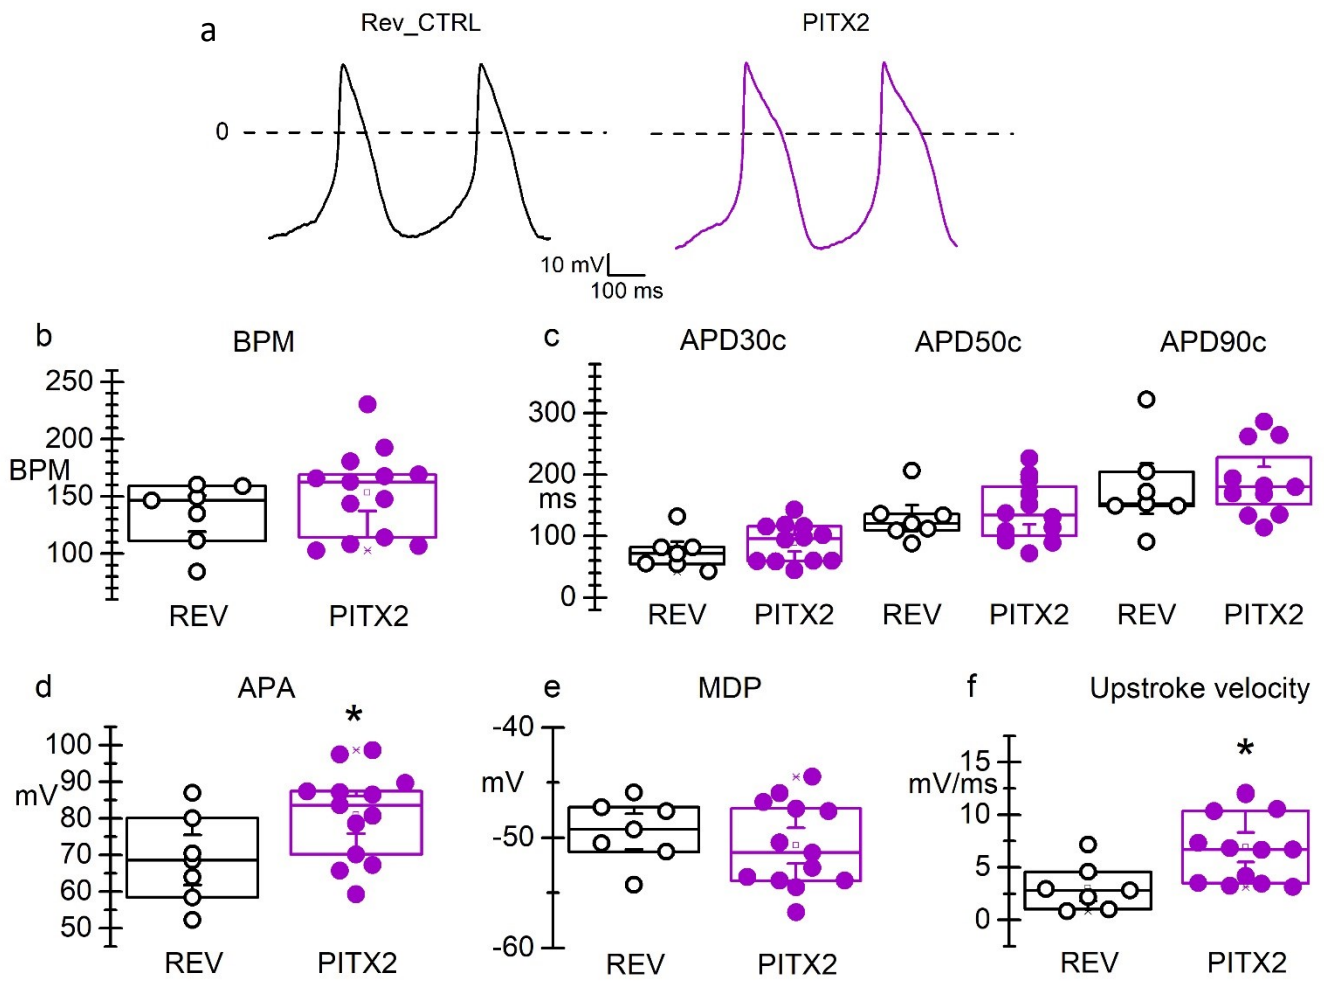 a
Rev_CTRL
PITX2
0
10 mV
100 ms
b
BPM
250
200
BPM
150
100
REV
PITX2
c
APD30c
APD50c
APD90c
300
200
ms
100
0
REV
PITX2
REV
PITX2
REV
PITX2
d
APA
*
100
90
mV
80
70
60
50
REV
PITX2
e
MDP
-40
mV
-50
-60
REV
PITX2
f
Upstroke velocity
*
15
mV/ms
10
5
0
REV
PITX2